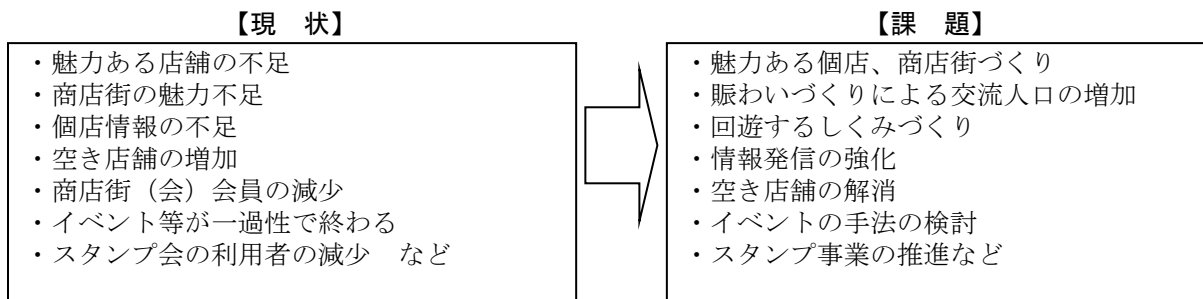 【現　状】
・魅力ある店舗の不足
・商店街の魅力不足
・個店情報の不足
・空き店舗の増加
・商店街（会）会員の減少
・イベント等が一過性で終わる
・スタンプ会の利用者の減少　など
【課　題】
・魅力ある個店、商店街づくり
・賑わいづくりによる交流人口の増加
・回遊するしくみづくり
・情報発信の強化
・空き店舗の解消
・イベントの手法の検討
・スタンプ事業の推進など